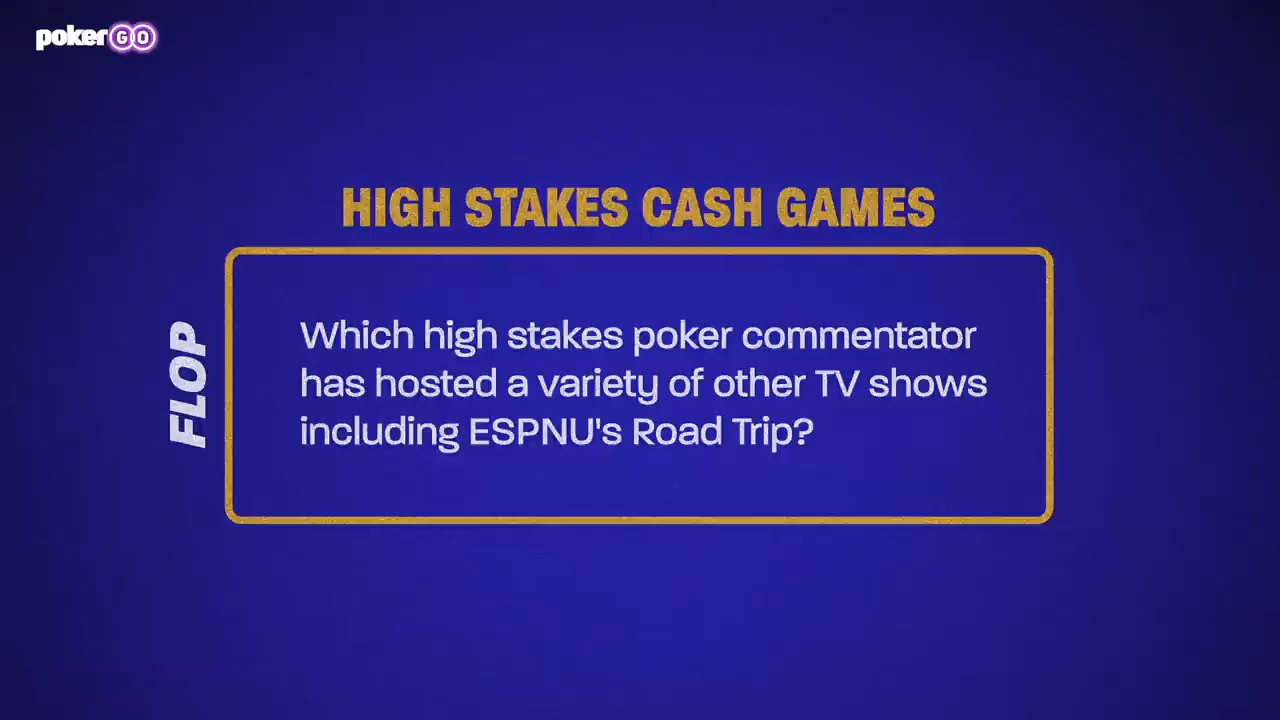 pokerGO
HIGH STAKES CASH GAMES
FLOP
Which high stakes poker commentator
has hosted a variety of other TV shows
including ESPNU's Road Trip?